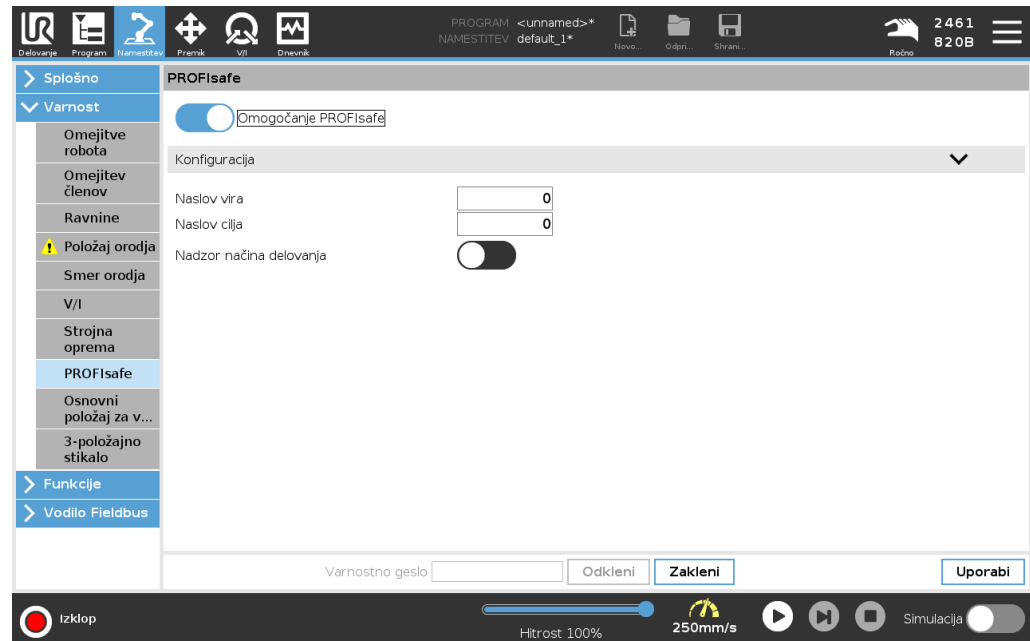 PROGRAM <unnamed>*
NAMESTITEV default_1*
Delovanje
Program
Namestitev
Premik
V/I
Dnevnik
Novo...
Odpri...
Shrani...
Ročno
2461
820B
Splošno
Varnost
Omejitve
robota
Omejitev
členov
Ravnine
Položaj orodja
Smer orodja
V/I
Strojna
oprema
PROFIsafe
Osnovni
položaj za v...
3-položajno
stikalo
Funkcije
Vodilo Fieldbus
PROFIsafe
Omogočanje PROFIsafe
Konfiguracija
Naslov vira 0
Naslov cilja 0
Nadzor načina delovanja
Varnostno geslo
Odkleni
Zakleni
Uporabi
Izklop
Hitrost 100%
250mm/s
Simulacija